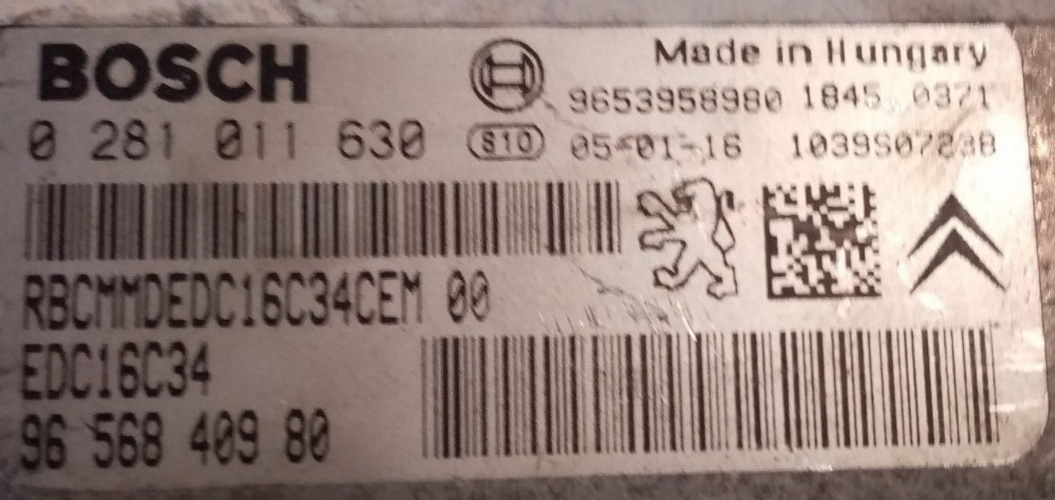 BOSCH
Made in Hungary
9653958980 1845 0371
0 281 011 630
S10
05-01-16 1039S07238
RBCMMDEDC16C34CEM 00
EDC16C34
96 568 409 80